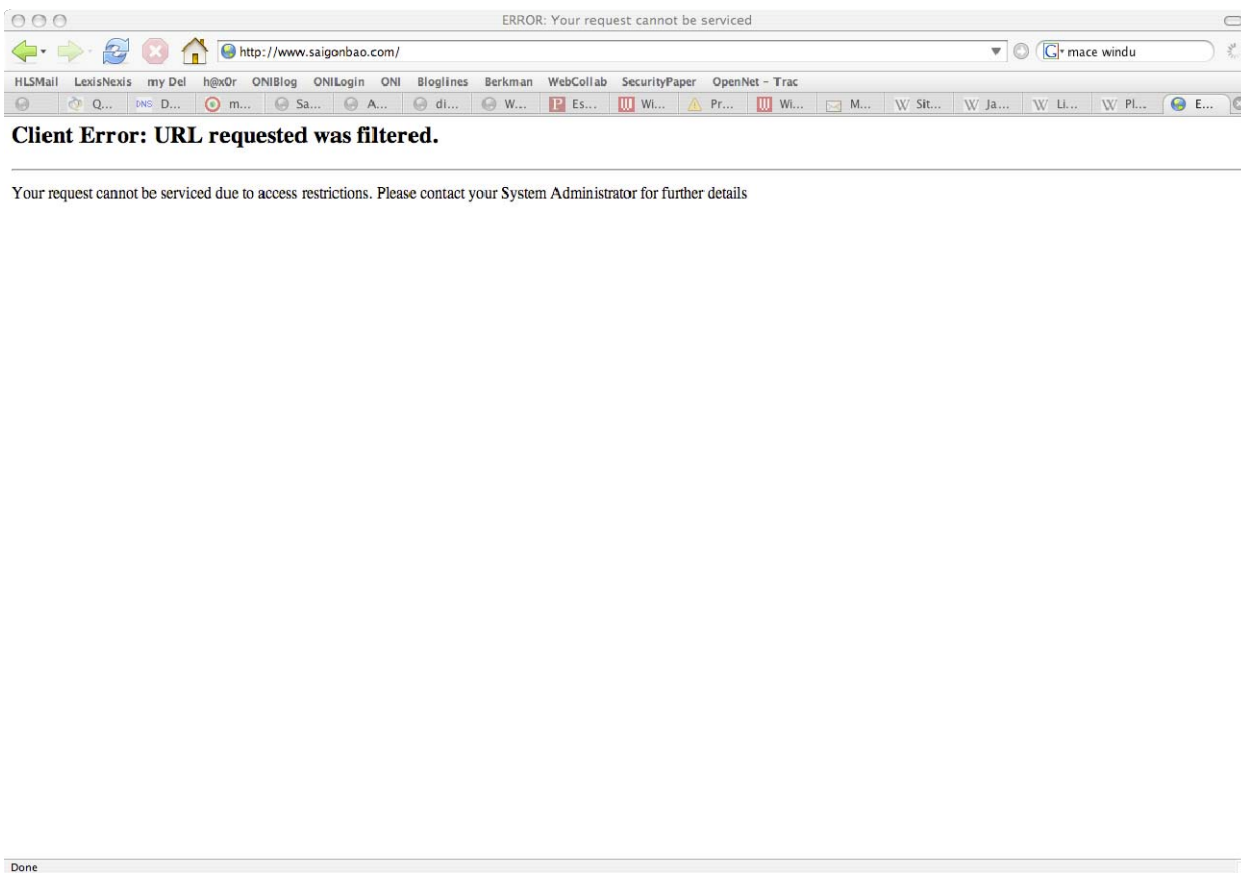 ERROR: Your request cannot be serviced
http://www.saigonbao.com/ G mace windu
HLSMail LexisNexis my Del h@x0r ONIBlog ONILogin ONI Bloglines Berkman WebCollab SecurityPaper OpenNet - Trac
Q... DNS D... m... Sa... A... di... W... P Es... Wi... Pr... Wi... M... W Sit... W Ja... W Li... W Pl... E...
Client Error: URL requested was filtered.
Your request cannot be serviced due to access restrictions. Please contact your System Administrator for further details
Done